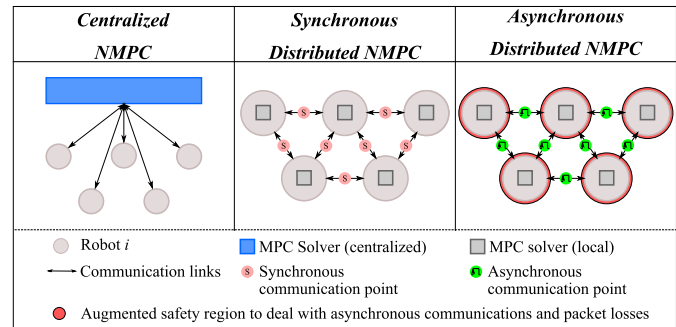 Centralized
NMPC
Synchronous
Distributed NMPC
Asynchronous
Distributed NMPC
S S
S S S S
S
Robot i
MPC Solver (centralized)
MPC solver (local)
Communication links
S
Synchronous
communication point
Asynchronous
communication point
Augmented safety region to deal with asynchronous communications and packet losses